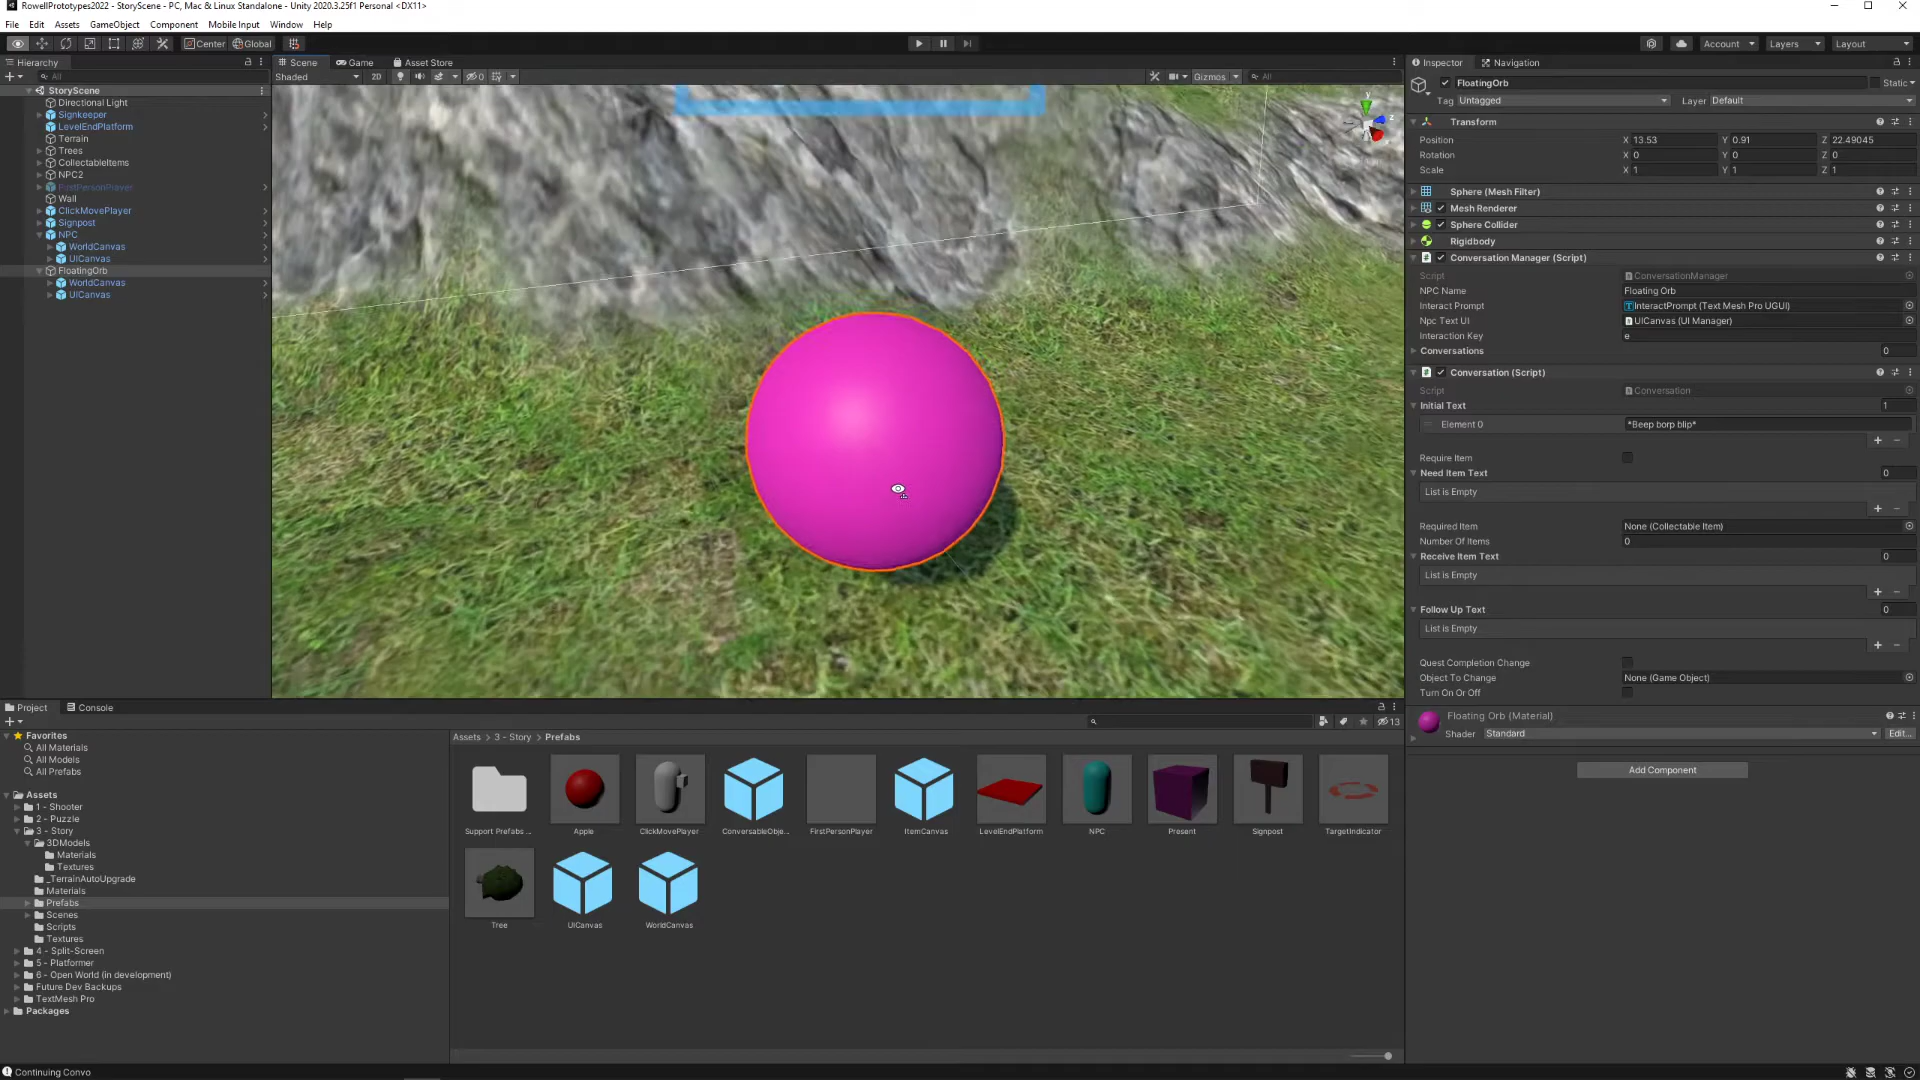 RowellPrototypes2022 - StoryScene - PC, Mac & Linux Standalone - Unity 2020.3.25f1 Personal <DX11>
File Edit Assets GameObject Component Mobile Input Window Help
Center Global Account Layers Layout
Hierarchy
All
StoryScene
Directional Light
Signkeeper
LevelEndPlatform
Terrain
Trees
CollectableItems
NPC2
FirstPersonPlayer
Wall
ClickMovePlayer
Signpost
NPC
WorldCanvas
UICanvas
FloatingOrb
WorldCanvas
UICanvas
Scene Game Asset Store
Shaded 2D 0 Gizmos All
y
z
Inspector Navigation
FloatingOrb Static
Tag Untagged Layer Default
Transform
Position X 13.53 Y 0.91 Z 22.49045
Rotation X 0 Y 0 Z 0
Scale X 1 Y 1 Z 1
Sphere (Mesh Filter)
Mesh Renderer
Sphere Collider
Rigidbody
Conversation Manager (Script)
Script ConversationManager
NPC Name Floating Orb
Interact Prompt InteractPrompt (Text Mesh Pro UGUI)
Npc Text UI UICanvas (UI Manager)
Interaction Key e
Conversations 0
Conversation (Script)
Script Conversation
Initial Text 1
Element 0 *Beep borp blip*
Require Item
Need Item Text 0
List is Empty
Required Item None (Collectable Item)
Number Of Items 0
Receive Item Text 0
List is Empty
Follow Up Text 0
List is Empty
Quest Completion Change
Object To Change None (Game Object)
Turn On Or Off
Floating Orb (Material)
Shader Standard Edit...
Add Component
Project Console
13
Favorites
All Materials
All Models
All Prefabs
Assets
1 - Shooter
2 - Puzzle
3 - Story
3DModels
Materials
Textures
_TerrainAutoUpgrade
Materials
Prefabs
Scenes
Scripts
Textures
4 - Split-Screen
5 - Platformer
6 - Open World (in development)
Future Dev Backups
TextMesh Pro
Packages
Assets > 3 - Story > Prefabs
Support Prefabs ... Apple ClickMovePlayer ConversableObje... FirstPersonPlayer ItemCanvas LevelEndPlatform NPC Present Signpost TargetIndicator
Tree UICanvas WorldCanvas
Continuing Convo